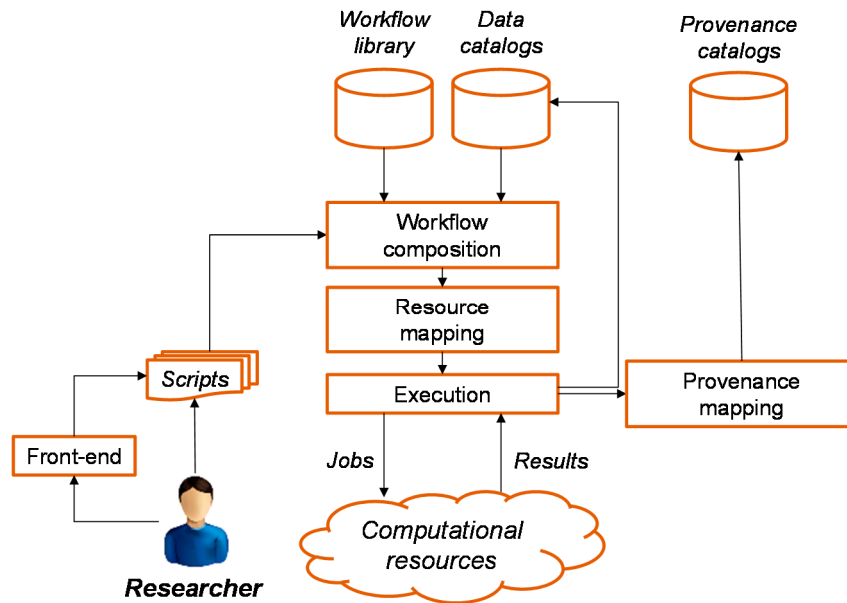 Workflow
library
Data
catalogs
Provenance
catalogs
Workflow
composition
Resource
mapping
Scripts
Execution
Provenance
mapping
Front-end
Jobs
Results
Computational
resources
Researcher